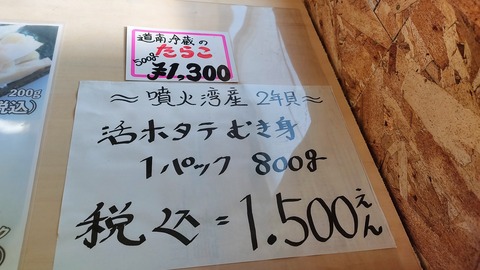 道南冷蔵の
たらこ
500g
¥1,300
～噴火湾産 2年貝～
活ホタテむき身
1パック 800g
税込=1.500えん
200g
税込)